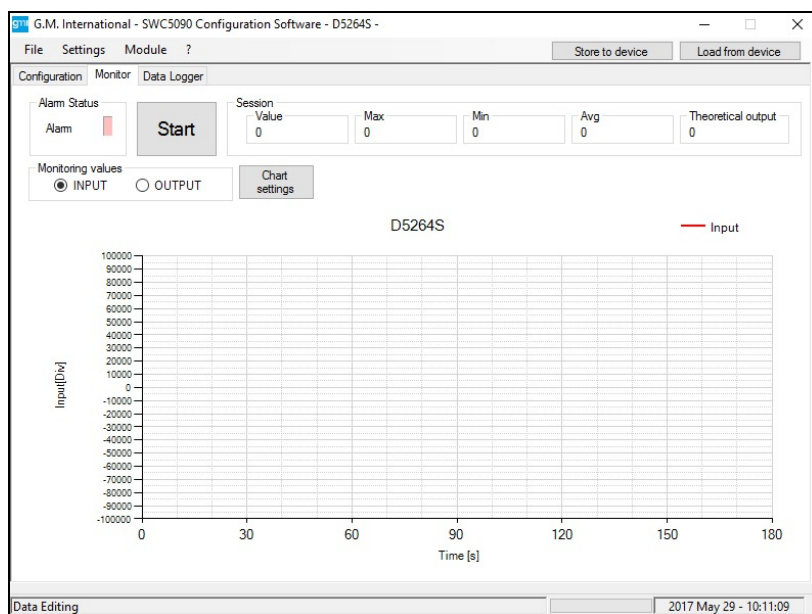 gmi G.M. International - SWC5090 Configuration Software - D5264S -
File Settings Module ? Store to device Load from device
Configuration Monitor Data Logger
Alarm Status
Alarm
Start
Session
Value Max Min Avg Theoretical output
0 0 0 0 0
Monitoring values
INPUT OUTPUT
Chart
settings
D5264S
Input
100000
90000
80000
70000
60000
50000
40000
30000
20000
10000
0
-10000
-20000
-30000
-40000
-50000
-60000
-70000
-80000
-90000
-100000
Input[Div]
0 30 60 90 120 150 180
Time [s]
Data Editing 2017 May 29 - 10:11:09